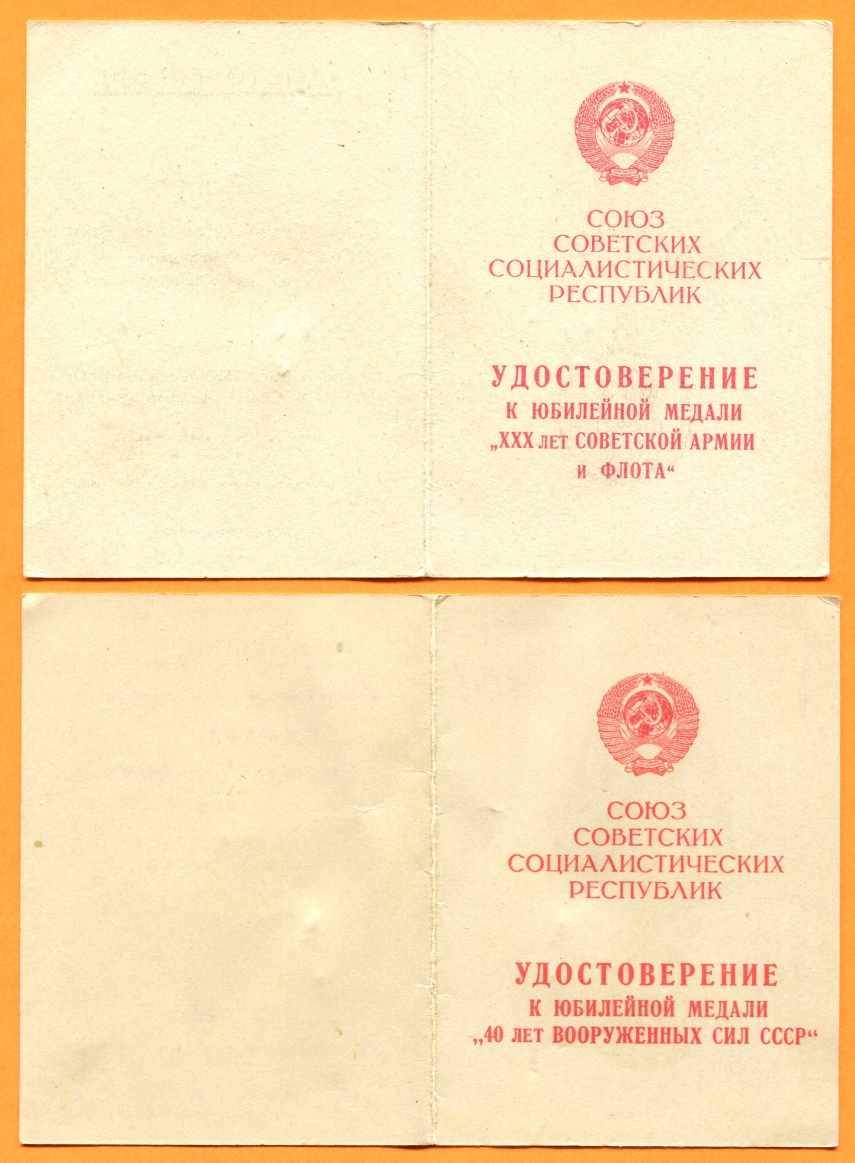 СОЮЗ
СОВЕТСКИХ
СОЦИАЛИСТИЧЕСКИХ
РЕСПУБЛИК
УДОСТОВЕРЕНИЕ
К ЮБИЛЕЙНОЙ МЕДАЛИ
„XXX лет СОВЕТСКОЙ АРМИИ
и ФЛОТА“
СОЮЗ
СОВЕТСКИХ
СОЦИАЛИСТИЧЕСКИХ
РЕСПУБЛИК
УДОСТОВЕРЕНИЕ
К ЮБИЛЕЙНОЙ МЕДАЛИ
„40 лет ВООРУЖЕННЫХ СИЛ СССР“